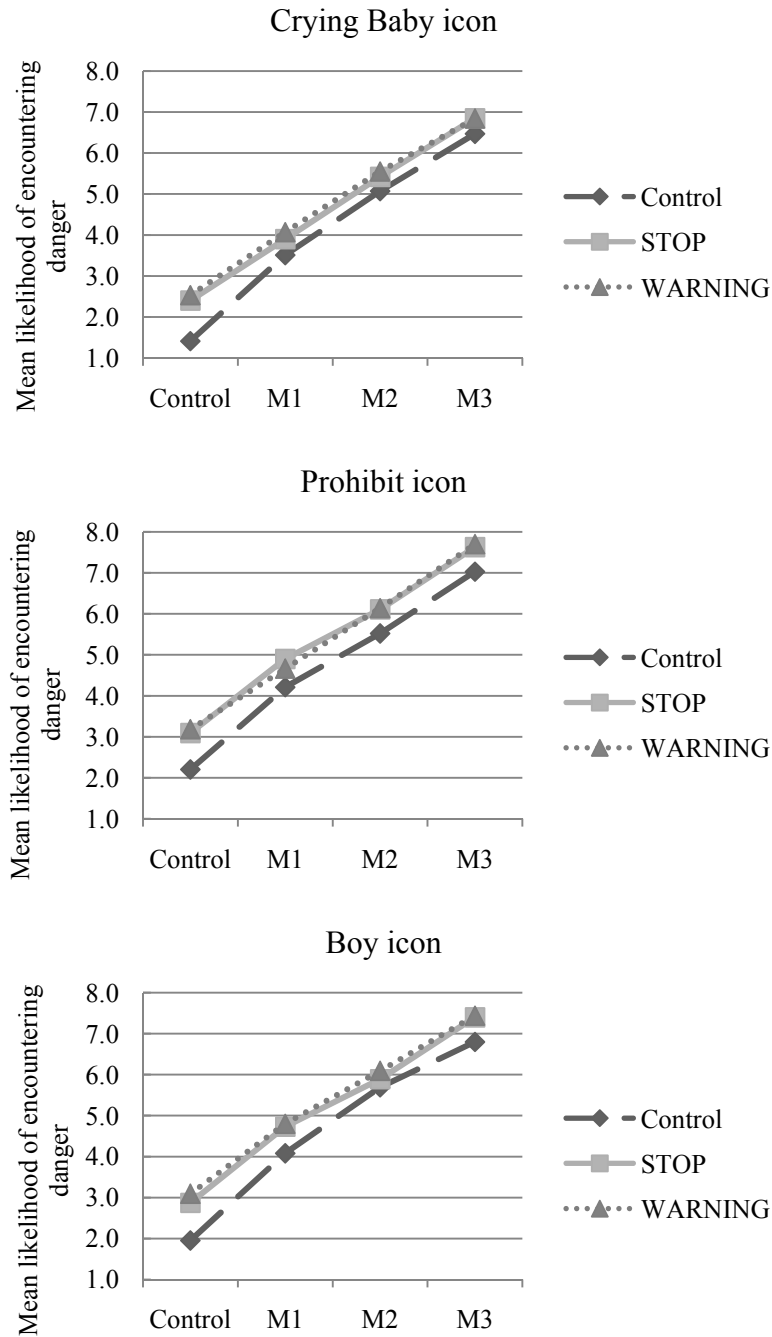 Crying Baby icon
Mean likelihood of encountering
danger
8.0
7.0
6.0
5.0
4.0
3.0
2.0
1.0
Control M1 M2 M3
Control
STOP
WARNING
Prohibit icon
Mean likelihood of encountering
danger
8.0
7.0
6.0
5.0
4.0
3.0
2.0
1.0
Control M1 M2 M3
Control
STOP
WARNING
Boy icon
Mean likelihood of encountering
danger
8.0
7.0
6.0
5.0
4.0
3.0
2.0
1.0
Control M1 M2 M3
Control
STOP
WARNING